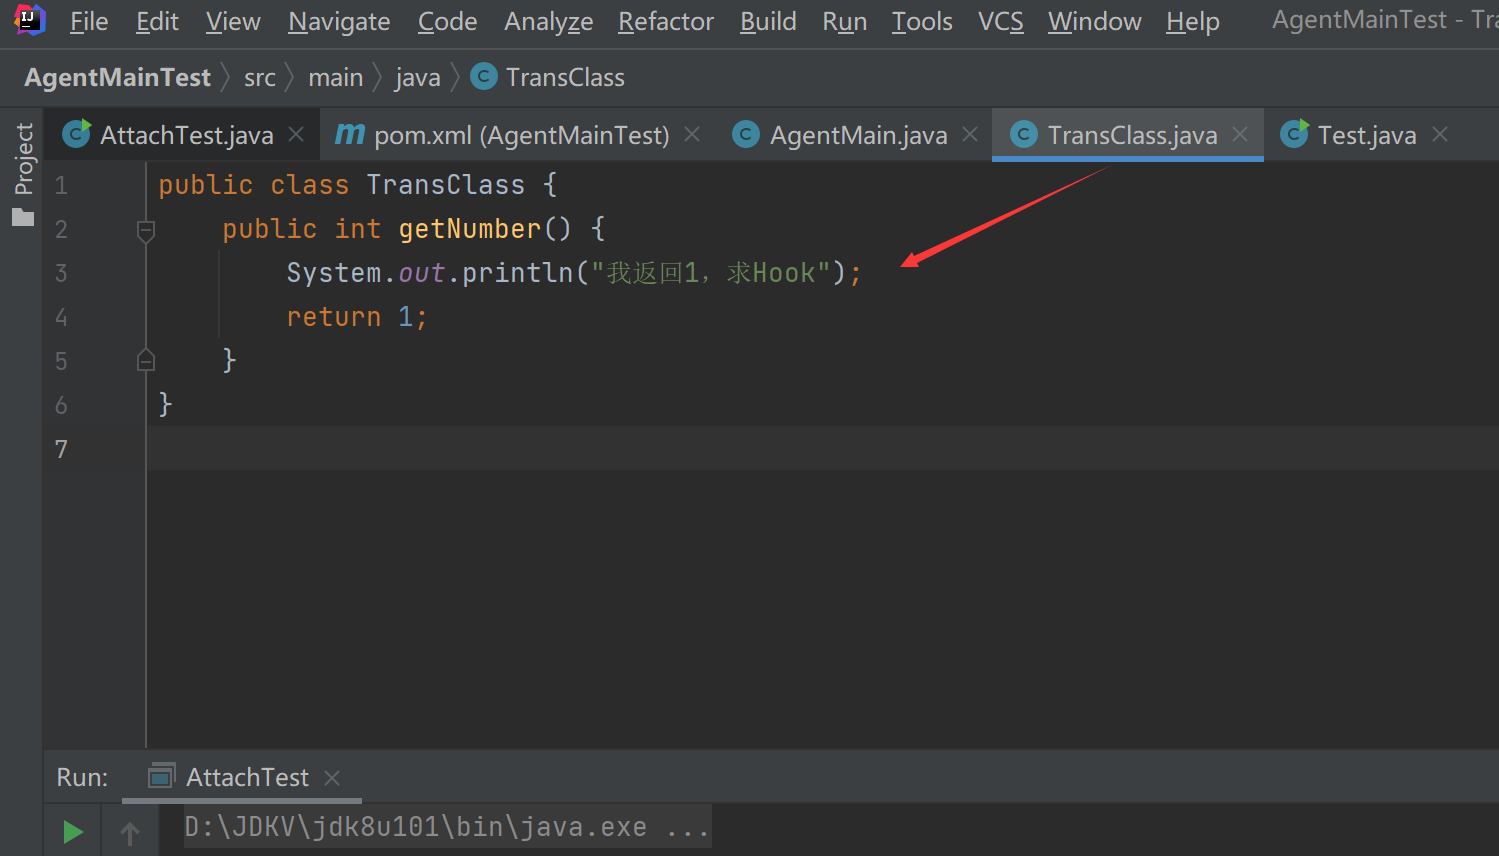 File Edit View Navigate Code Analyze Refactor Build Run Tools VCS Window Help AgentMainTest - Tra
AgentMainTest src main java TransClass
Project
AttachTest.java pom.xml (AgentMainTest) AgentMain.java TransClass.java Test.java
1 public class TransClass {
2 public int getNumber() {
3 System.out.println("我返回1，求Hook");
4 return 1;
5 }
6 }
7
Run: AttachTest
D:\JDKV\jdk8u101\bin\java.exe ...